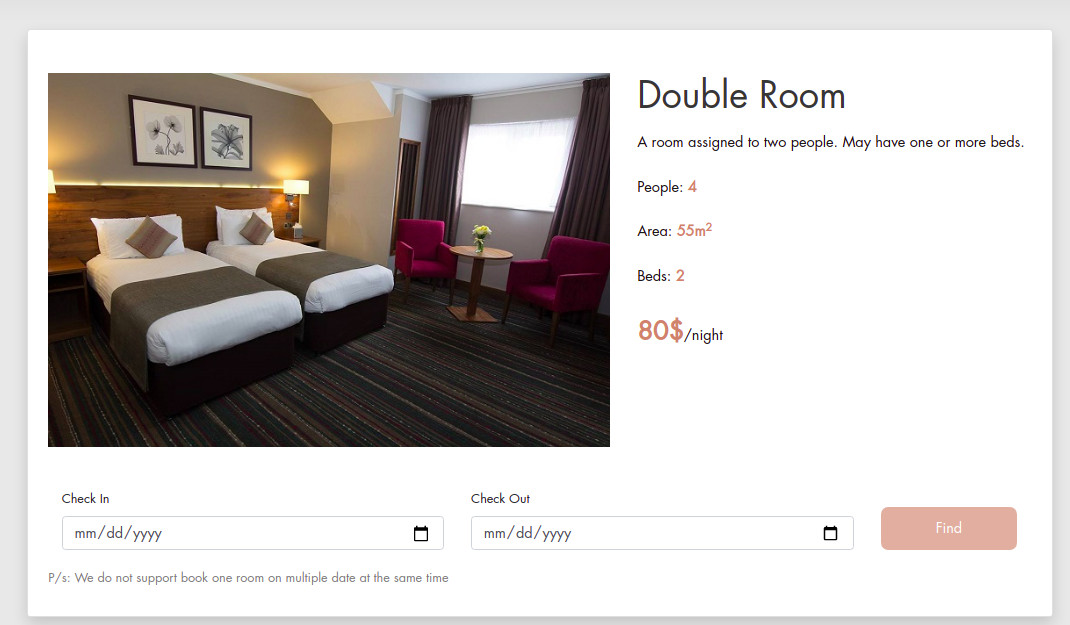 Double Room
A room assigned to two people. May have one or more beds.
People: 4
Area: 55m²
Beds: 2
80$/night
Check In
Check Out
mm/dd/yyyy
mm/dd/yyyy
Find
P/s: We do not support book one room on multiple date at the same time